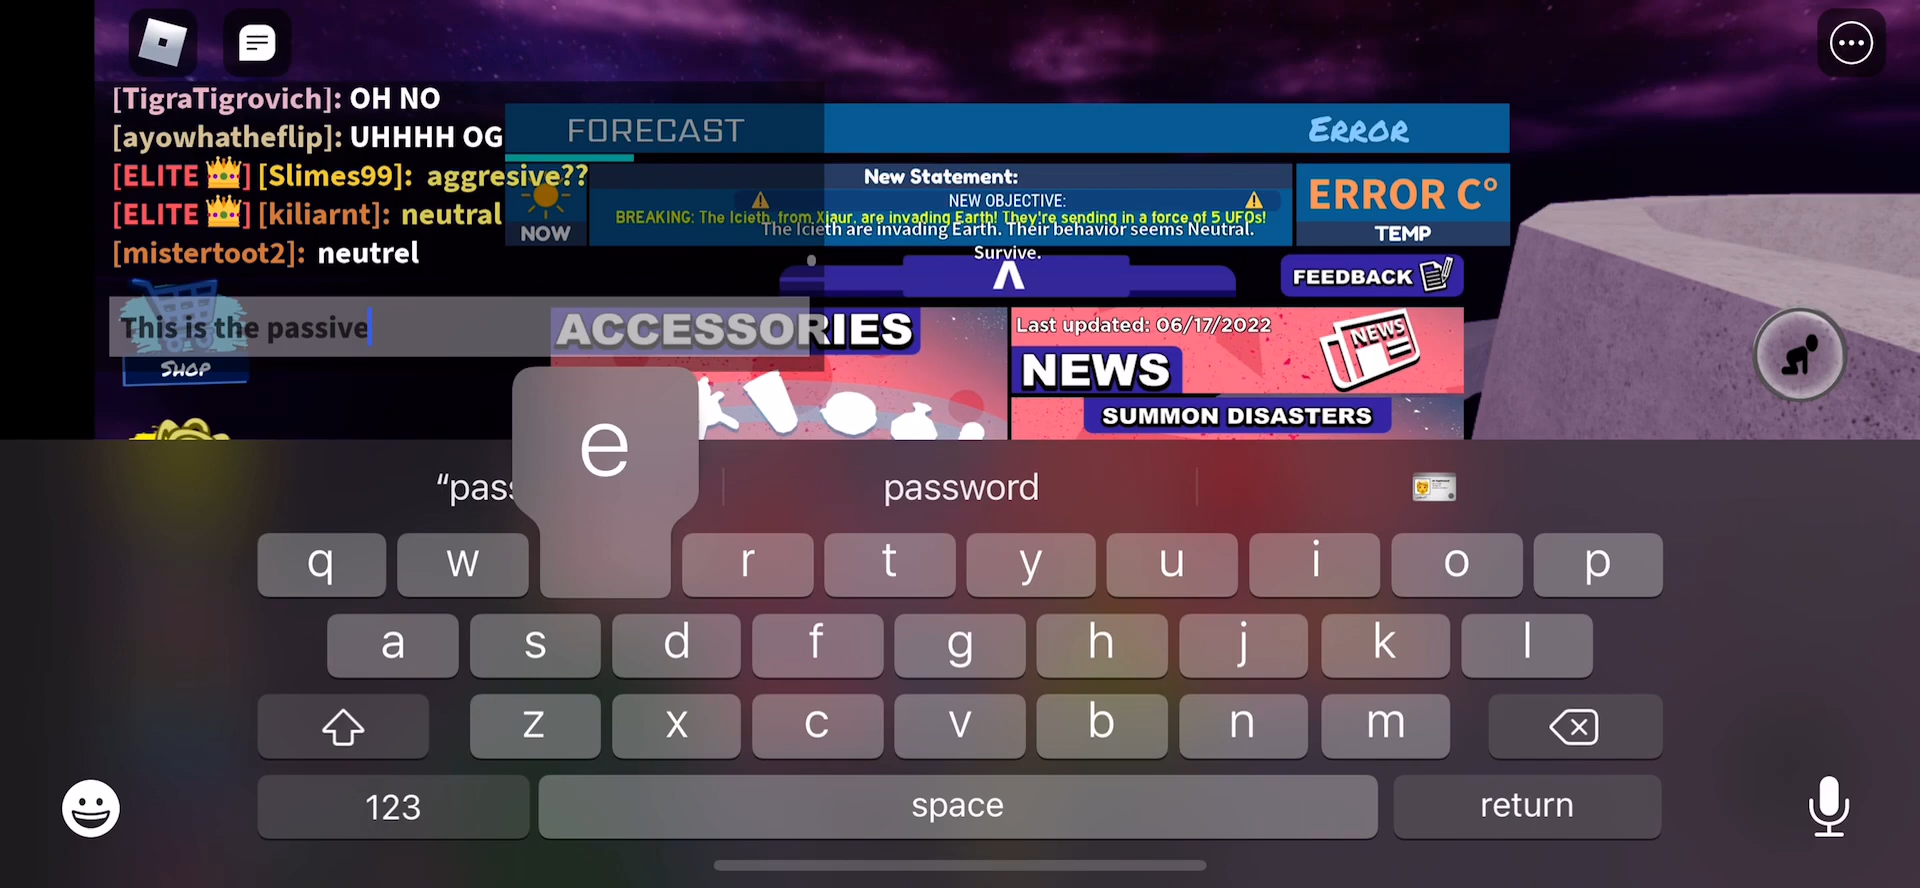 [TigraTigrovich]: OH NO
[ayowhatheflip]: UHHHH OG
[ELITE 👑] [Slimes99]: aggresive??
[ELITE 👑] [kiliarnt]: neutral
[mistertoot2]: neutrel
This is the passive
SHOP
FORECAST
ERROR
NOW
New Statement:
NEW OBJECTIVE:
BREAKING: The Icieth, from Xiaur, are invading Earth! They're sending in a force of 5 UFOs!
The Icieth are invading Earth. Their behavior seems Neutral.
Survive.
ERROR C°
TEMP
FEEDBACK
ACCESSORIES
Last updated: 06/17/2022
NEWS
NEWS
SUMMON DISASTERS
e
"pass
password
q w r t y u i o p
a s d f g h j k l
z x c v b n m
123
space
return